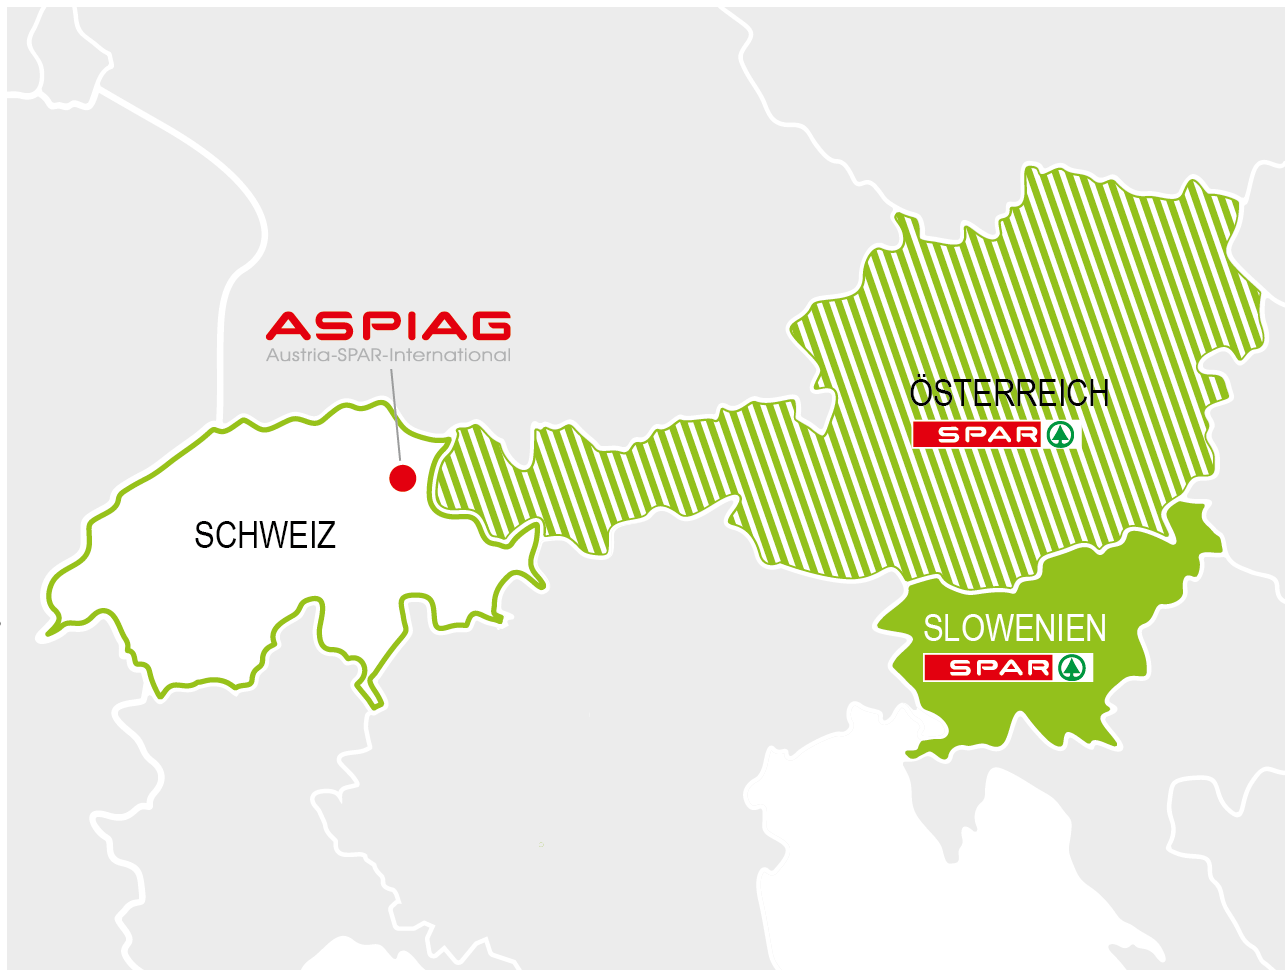 ASPIAG
Austria-SPAR-International
ÖSTERREICH
SPAR
SCHWEIZ
SLOWENIEN
SPAR